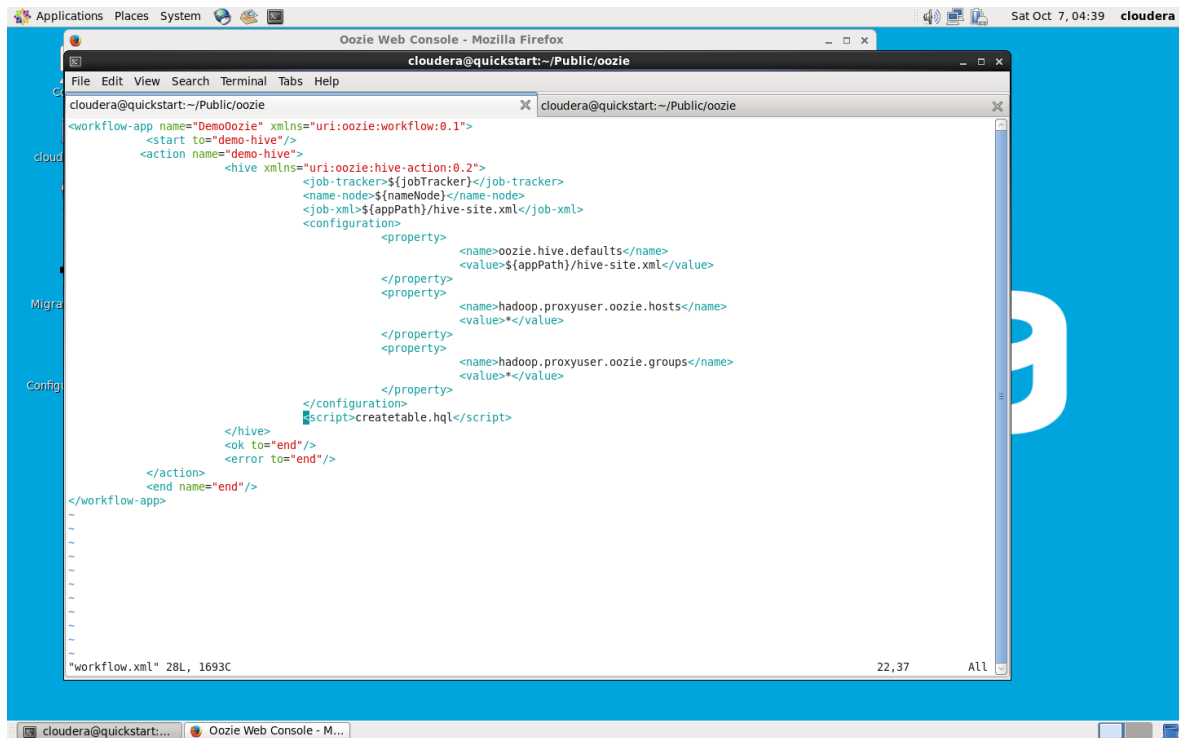 Applications Places System Sat Oct 7, 04:39 cloudera
Oozie Web Console - Mozilla Firefox
cloudera@quickstart:~/Public/oozie
File Edit View Search Terminal Tabs Help
cloudera@quickstart:~/Public/oozie cloudera@quickstart:~/Public/oozie
<workflow-app name="DemoOozie" xmlns="uri:oozie:workflow:0.1">
<start to="demo-hive"/>
<action name="demo-hive">
<hive xmlns="uri:oozie:hive-action:0.2">
<job-tracker>${jobTracker}</job-tracker>
<name-node>${nameNode}</name-node>
<job-xml>${appPath}/hive-site.xml</job-xml>
<configuration>
<property>
<name>oozie.hive.defaults</name>
<value>${appPath}/hive-site.xml</value>
</property>
<property>
<name>hadoop.proxyuser.oozie.hosts</name>
<value>*</value>
</property>
<property>
<name>hadoop.proxyuser.oozie.groups</name>
<value>*</value>
</property>
</configuration>
<script>createtable.hql</script>
</hive>
<ok to="end"/>
<error to="end"/>
</action>
<end name="end"/>
</workflow-app>
~
~
~
~
~
~
~
~
~
~
~
"workflow.xml" 28L, 1693C 22,37 All
cloud
Migra
Config
cloudera@quickstart:... Oozie Web Console - M...